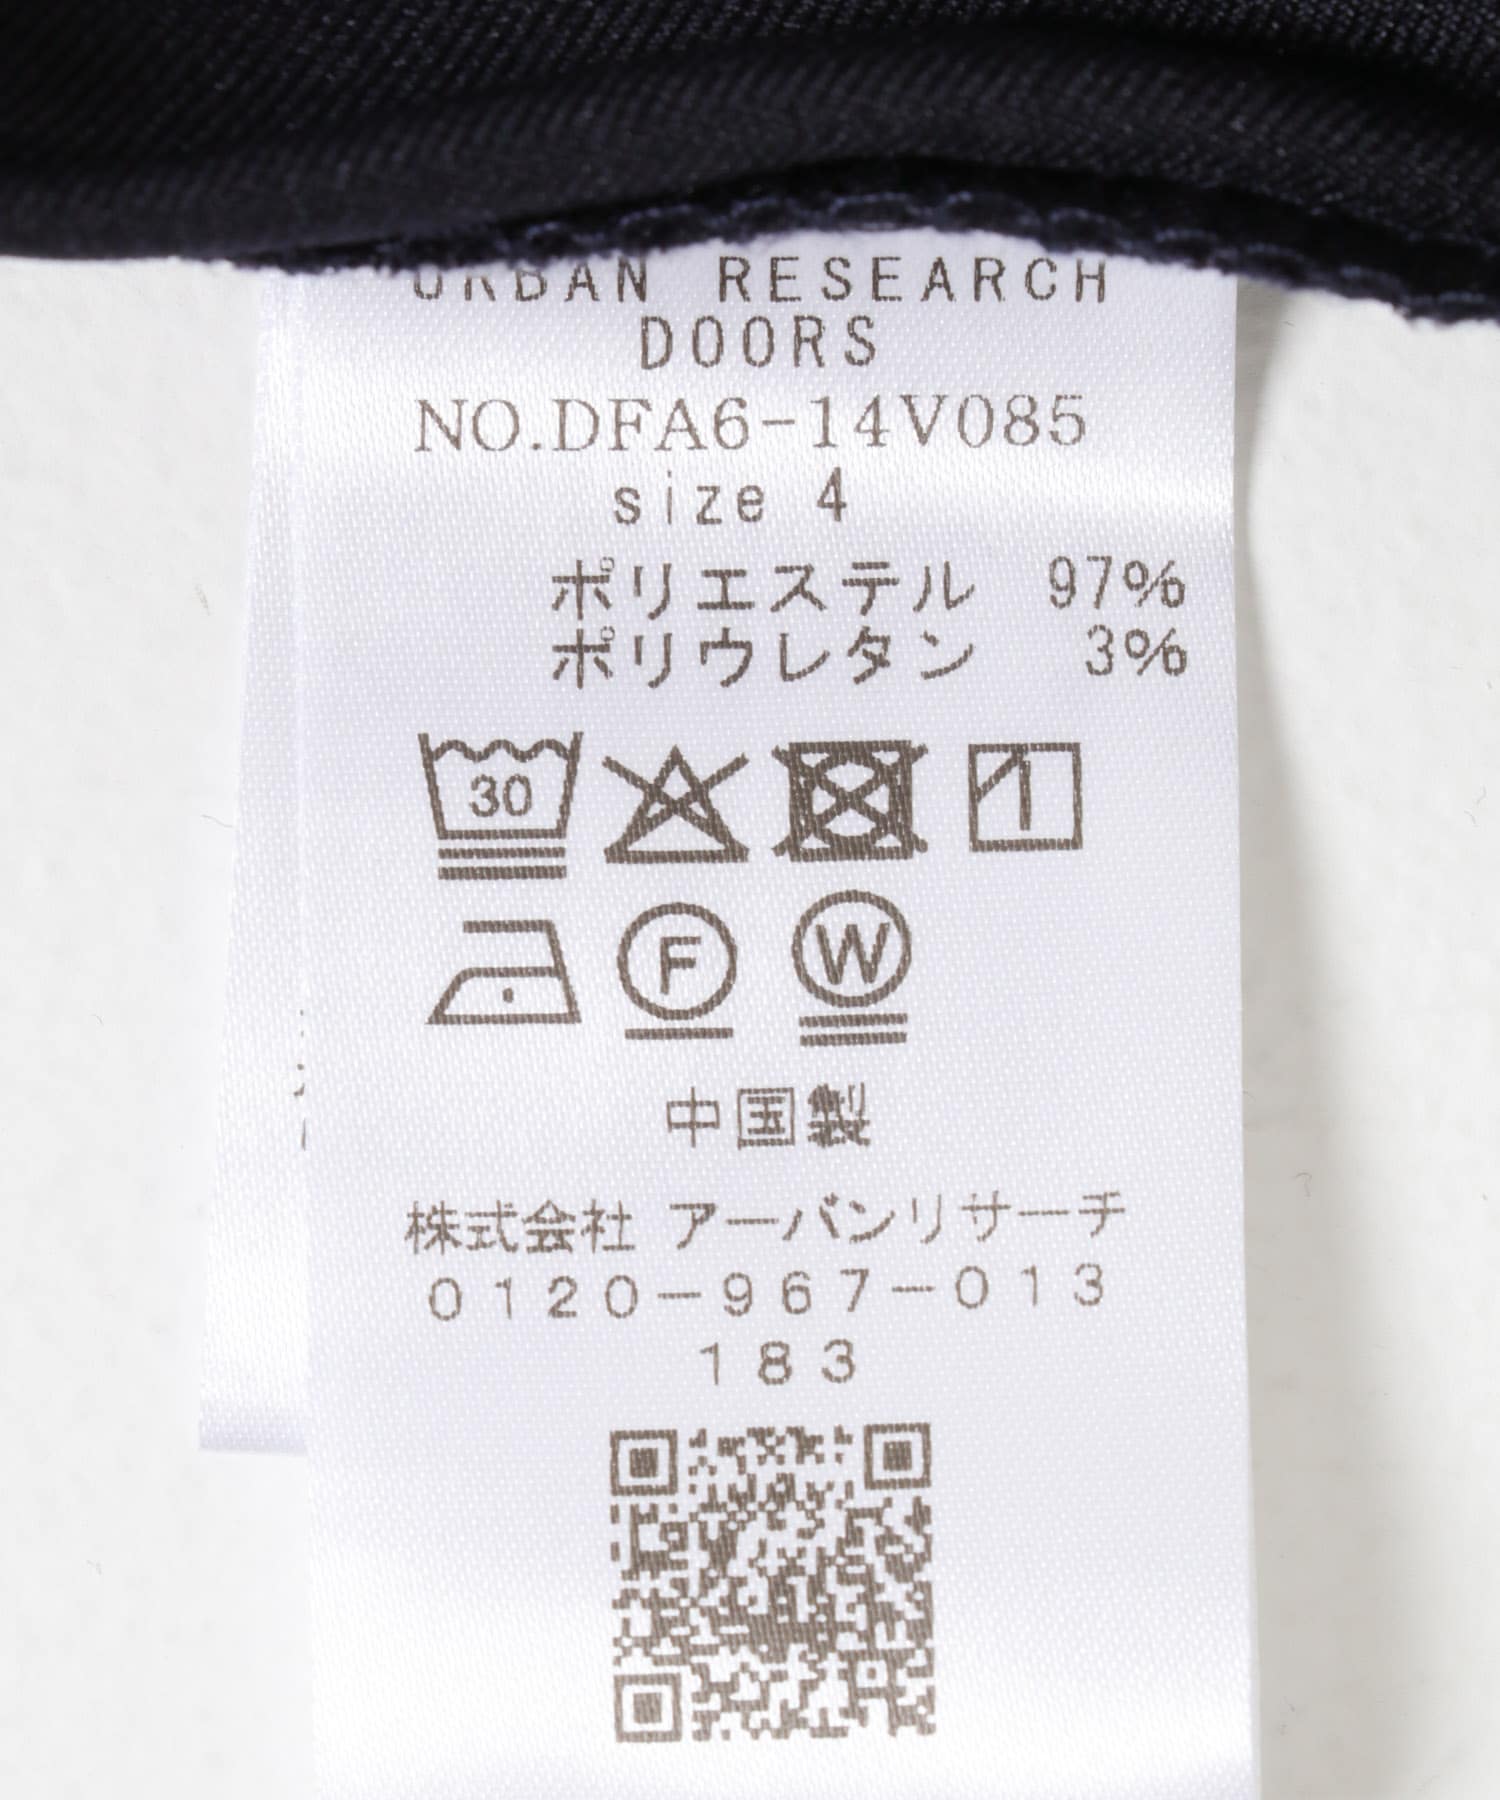 URBAN RESEARCH
DOORS
NO.DFA6-14V085
size 4
ポリエステル 97%
ポリウレタン 3%
30
F W
中国製
株式会社 アーバンリサーチ
0120-967-013
183